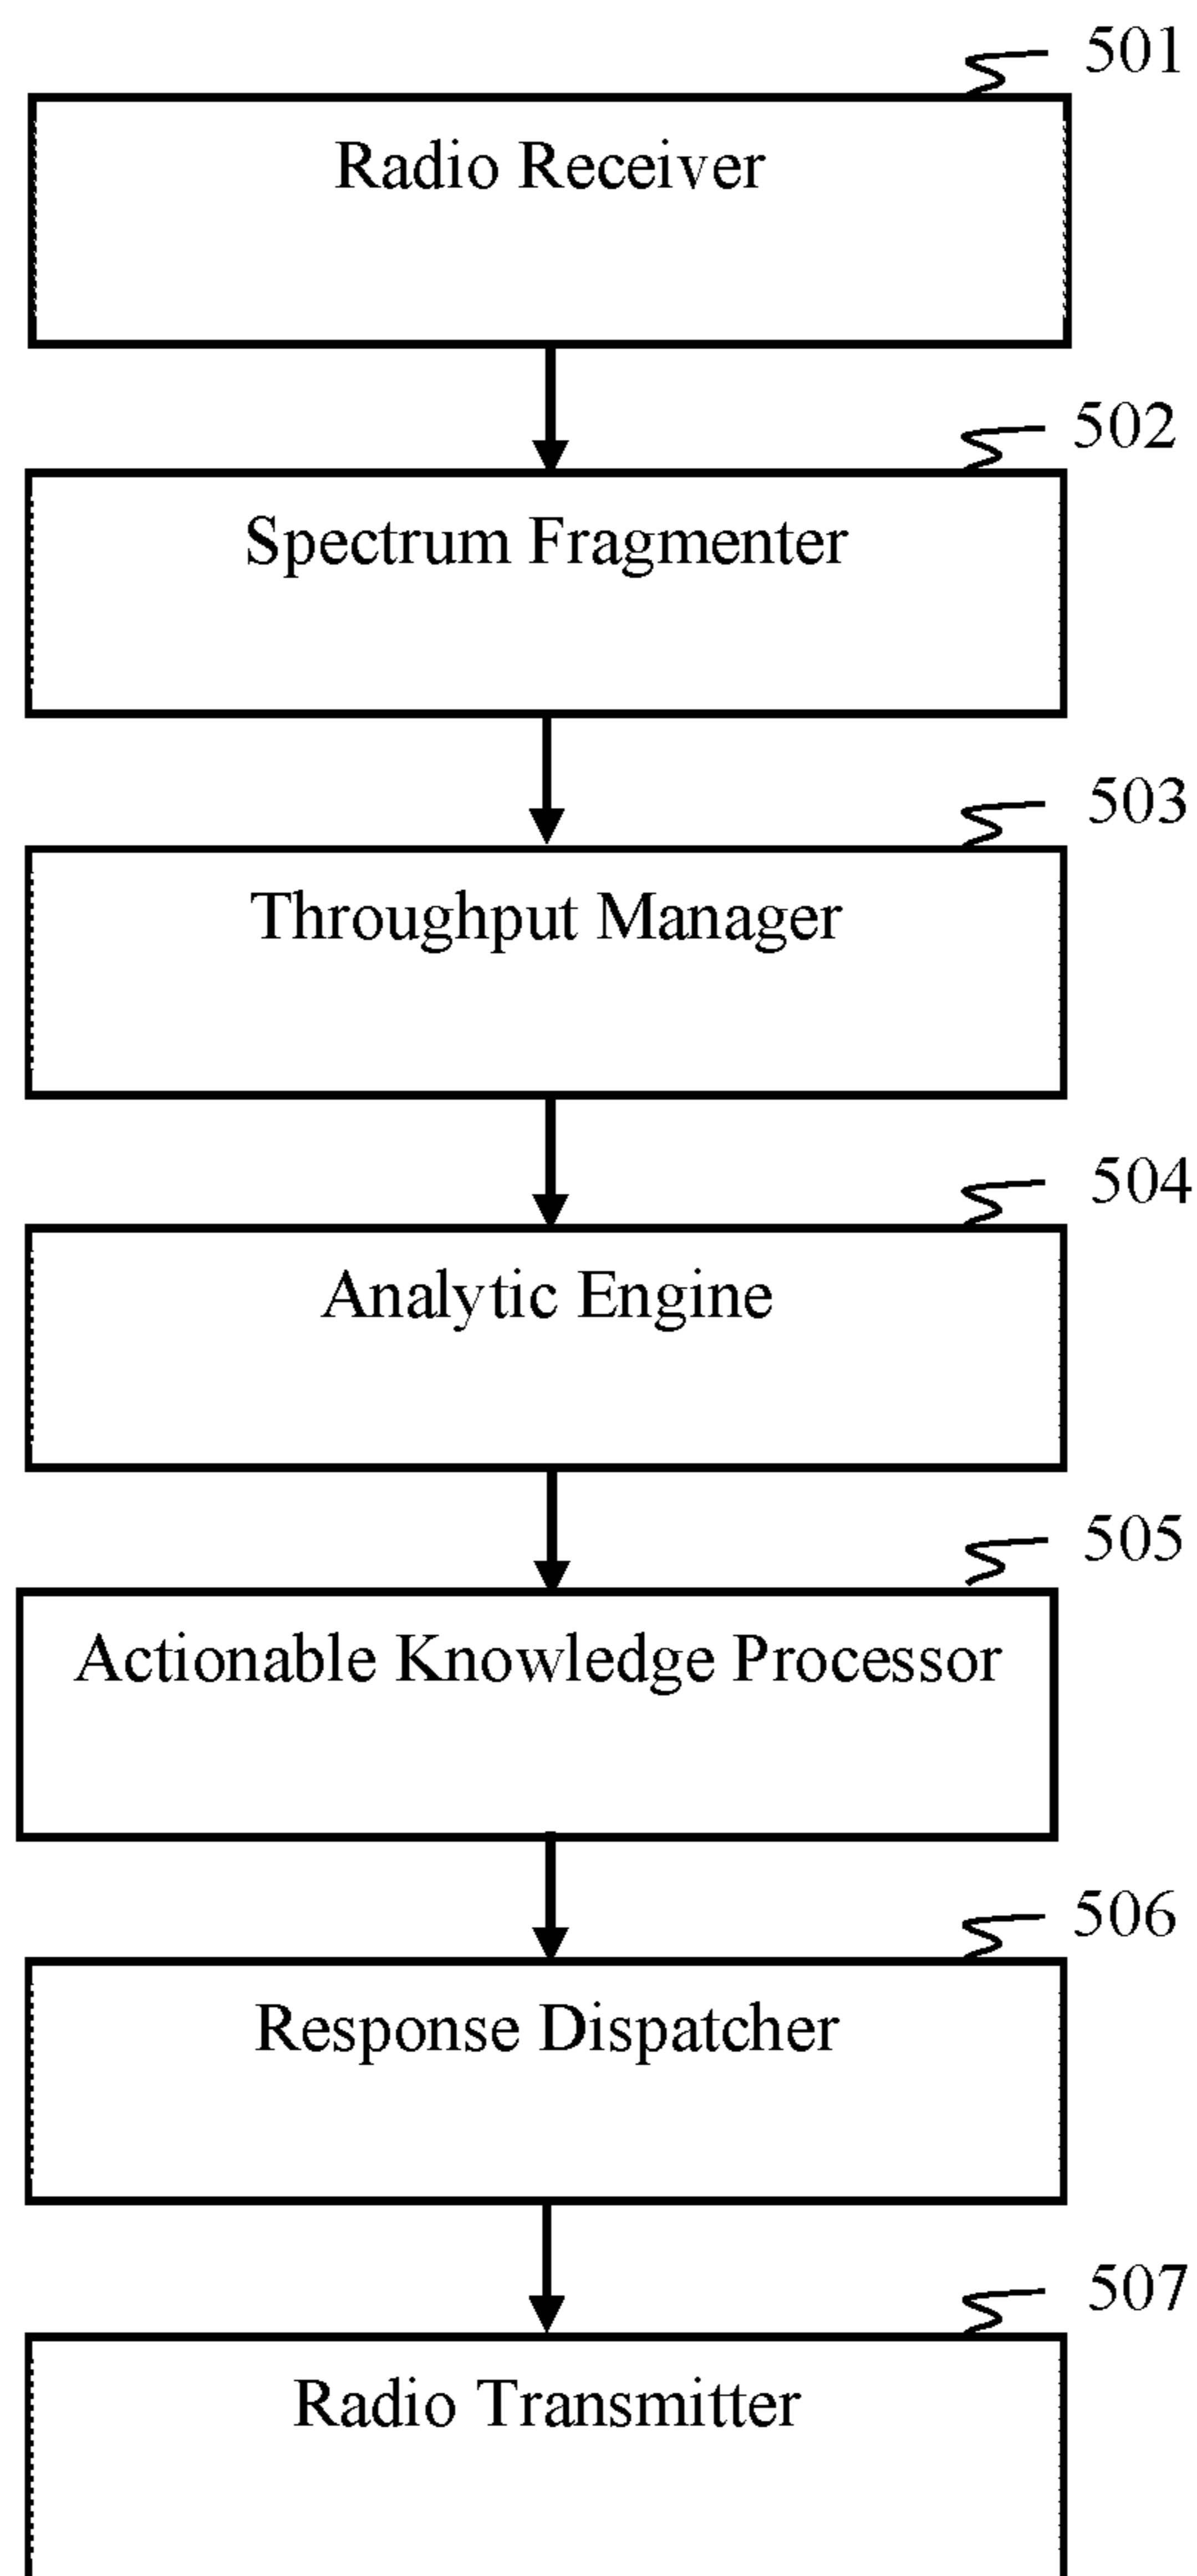 501
Radio Receiver
502
Spectrum Fragmenter
503
Throughput Manager
504
Analytic Engine
505
Actionable Knowledge Processor
506
Response Dispatcher
507
Radio Transmitter